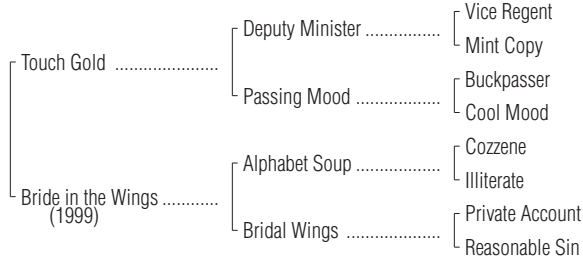 Vice Regent
Deputy Minister ..................
Mint Copy
Touch Gold .........................
Buckpasser
Passing Mood ....................
Cool Mood
Cozzene
Alphabet Soup ....................
Illiterate
Bride in the Wings .............
(1999)
Private Account
Bridal Wings ......................
Reasonable Sin